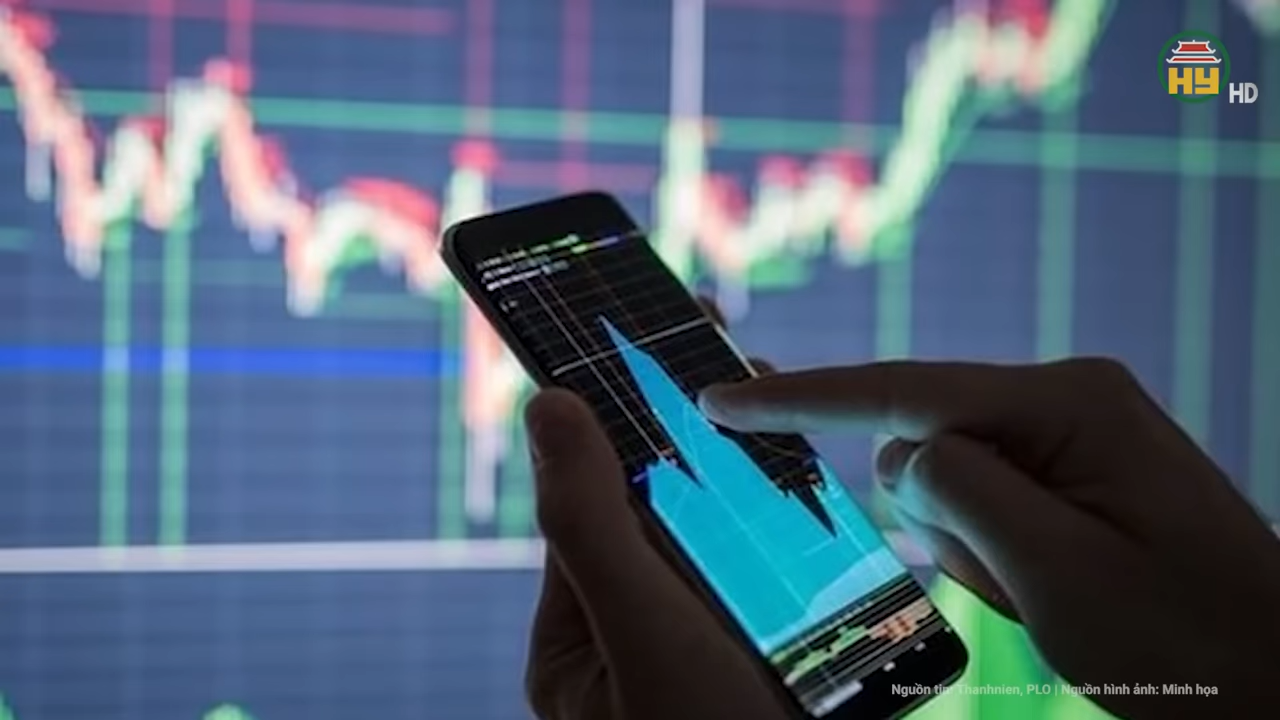 HY HD
Nguồn tin: Thanhnien, PLO | Nguồn hình ảnh: Minh họa